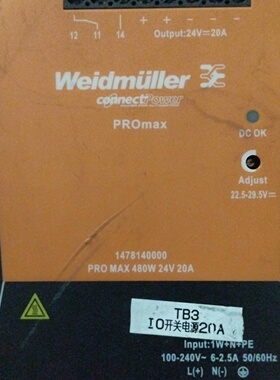 12 11 14 + + - - -
Output:24V⎓20A
Weidmüller
connectPower
PROmax
DC OK
Adjust
22.5-29.5V⎓
1478140000
PRO MAX 480W 24V 20A
TB3
IO开关电源20A
Input:1W+N+PE
100-240V~ 6-2.5A 50/60Hz
L(+) N(-)